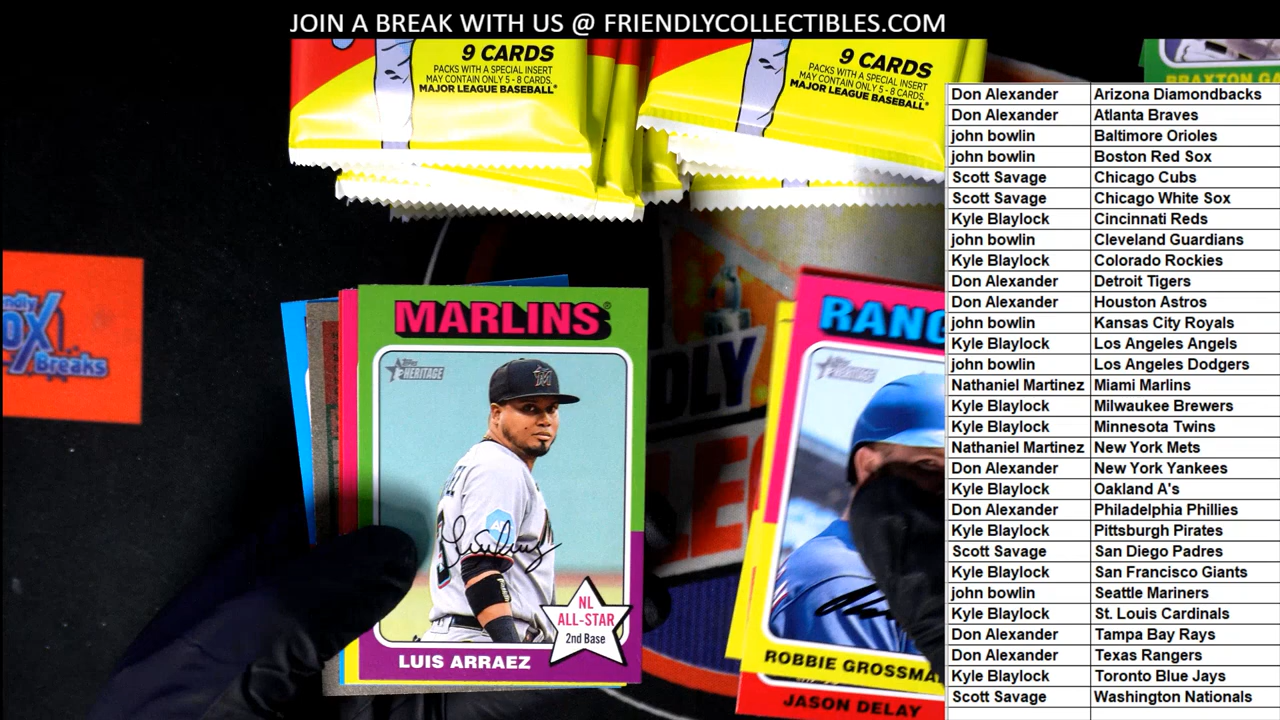 JOIN A BREAK WITH US @ FRIENDLYCOLLECTIBLES.COM
9 CARDS
PACKS WITH A SPECIAL INSERT
MAY CONTAIN ONLY 5 - 8 CARDS.
MAJOR LEAGUE BASEBALL®
9 CARDS
PACKS WITH A SPECIAL INSERT
MAY CONTAIN ONLY 5 - 8 CARDS.
MAJOR LEAGUE BASEBALL®
BRAXTON GA
Don Alexander Arizona Diamondbacks
Don Alexander Atlanta Braves
john bowlin Baltimore Orioles
john bowlin Boston Red Sox
Scott Savage Chicago Cubs
Scott Savage Chicago White Sox
Kyle Blaylock Cincinnati Reds
john bowlin Cleveland Guardians
Kyle Blaylock Colorado Rockies
Don Alexander Detroit Tigers
Don Alexander Houston Astros
john bowlin Kansas City Royals
Kyle Blaylock Los Angeles Angels
john bowlin Los Angeles Dodgers
Nathaniel Martinez Miami Marlins
Kyle Blaylock Milwaukee Brewers
Kyle Blaylock Minnesota Twins
Nathaniel Martinez New York Mets
Don Alexander New York Yankees
Kyle Blaylock Oakland A's
Don Alexander Philadelphia Phillies
Kyle Blaylock Pittsburgh Pirates
Scott Savage San Diego Padres
Kyle Blaylock San Francisco Giants
john bowlin Seattle Mariners
Kyle Blaylock St. Louis Cardinals
Don Alexander Tampa Bay Rays
Don Alexander Texas Rangers
Kyle Blaylock Toronto Blue Jays
Scott Savage Washington Nationals
ndly
OX
Breaks
MARLINS®
Topps
HERITAGE
NL
ALL-STAR
2nd Base
LUIS ARRAEZ
RANG
Topps
HERITAGE
ROBBIE GROSSMA
JASON DELAY
DLY